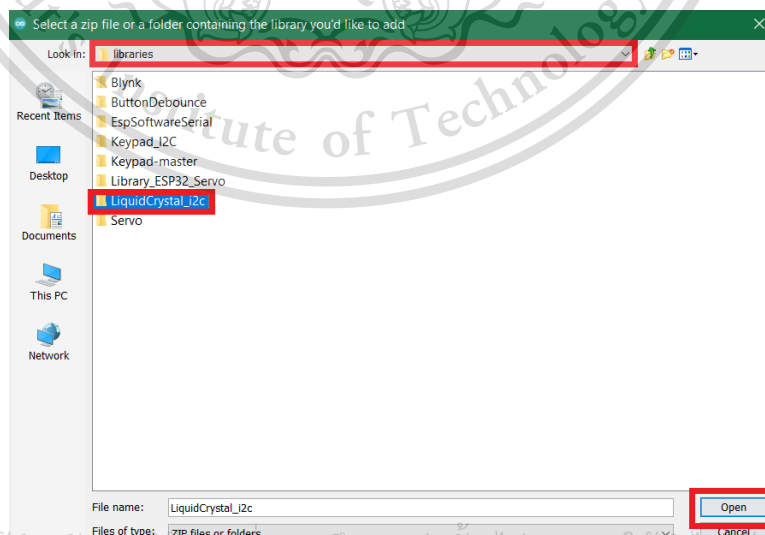 Select a zip file or a folder containing the library you'd like to add
Look in: libraries
Blynk
ButtonDebounce
EspSoftwareSerial
Keypad_I2C
Keypad-master
Library_ESP32_Servo
LiquidCrystal_i2c
Servo
Recent Items
Desktop
Documents
This PC
Network
File name: LiquidCrystal_i2c
Open
Files of type: ZIP files or folders
Cancel
stitute of Technolog